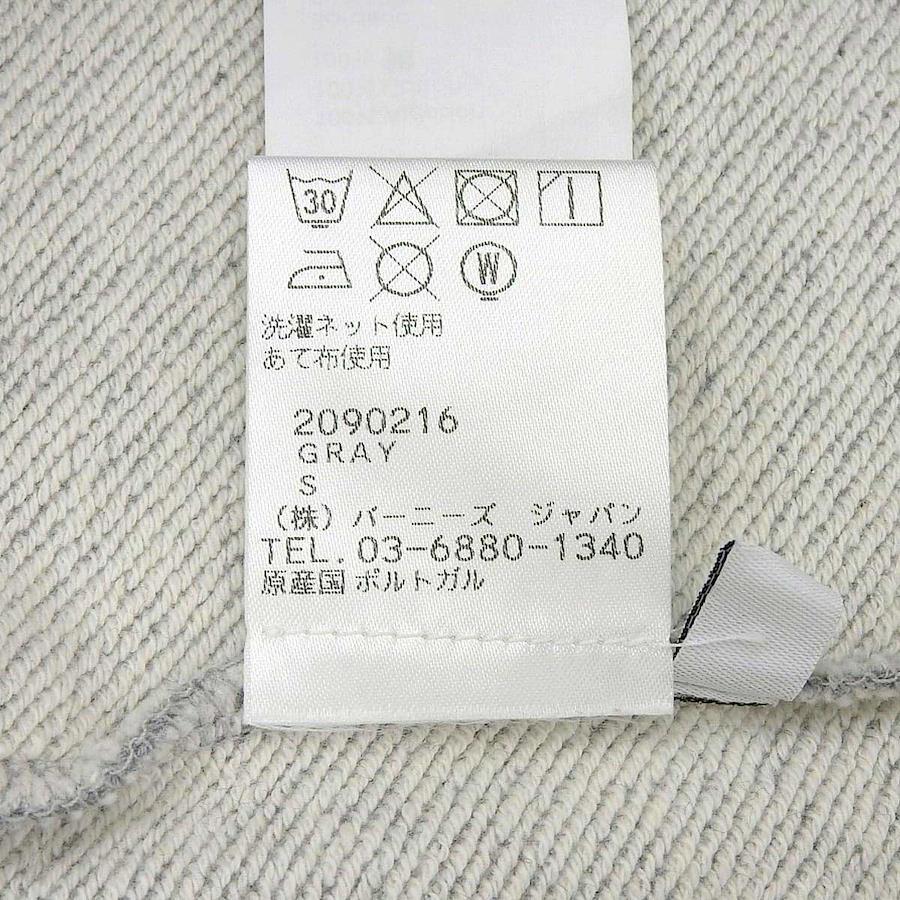 30
W
洗濯ネット使用
あて布使用
2090216
GRAY
S
(株) バーニーズ ジャパン
TEL. 03-6880-1340
原産国 ポルトガル